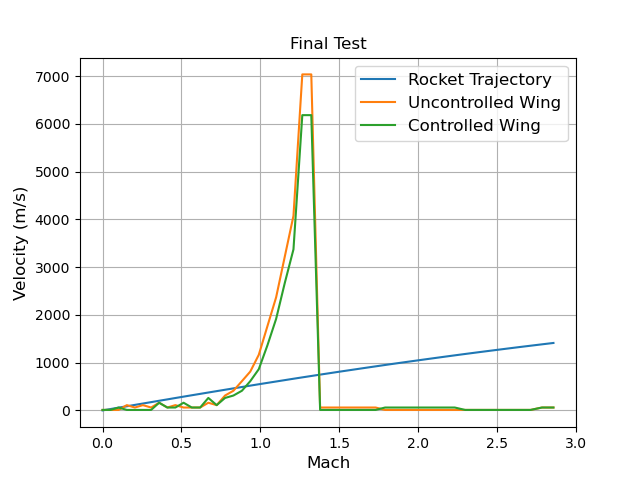 Final Test
Rocket Trajectory
Uncontrolled Wing
Controlled Wing
Velocity (m/s)
7000
6000
5000
4000
3000
2000
1000
0
0.0 0.5 1.0 1.5 2.0 2.5 3.0
Mach